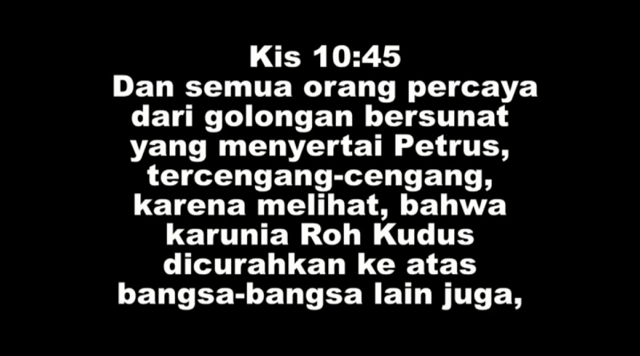 Kis 10:45
Dan semua orang percaya
dari golongan bersunat
yang menyertai Petrus,
tercengang-cengang,
karena melihat, bahwa
karunia Roh Kudus
dicurahkan ke atas
bangsa-bangsa lain juga,